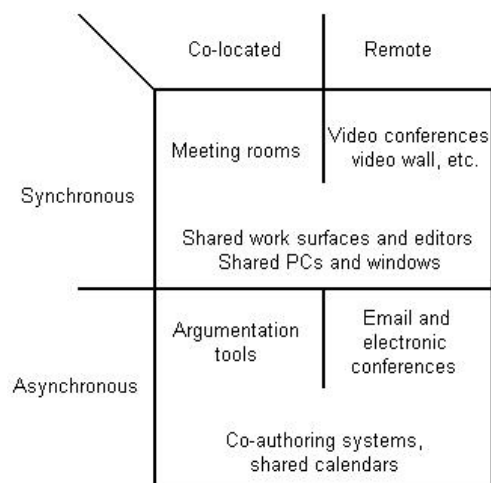 Co-located
Remote
Synchronous
Meeting rooms
Video conferences
video wall, etc.
Shared work surfaces and editors
Shared PCs and windows
Asynchronous
Argumentation
tools
Email and
electronic
conferences
Co-authoring systems,
shared calendars